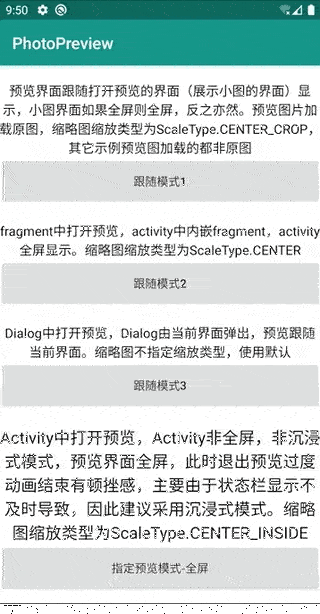 9:50
PhotoPreview
预览界面跟随打开预览的界面（展示小图的界面）显
示，小图界面如果全屏则全屏，反之亦然。预览图片加
载原图，缩略图缩放类型为ScaleType.CENTER_CROP，
其它示例预览图加载的都非原图
跟随模式1
fragment中打开预览，activity中内嵌fragment，activity
全屏显示。缩略图缩放类型为ScaleType.CENTER
跟随模式2
Dialog中打开预览，Dialog由当前界面弹出，预览跟随
当前界面。缩略图不指定缩放类型，使用默认
跟随模式3
Activity中打开预览，Activity非全屏，非沉浸
式模式，预览界面全屏，此时退出预览过度
动画结束有顿挫感，主要由于状态栏显示不
及时导致，因此建议采用沉浸式模式。缩略
图缩放类型为ScaleType.CENTER_INSIDE
指定预览模式-全屏